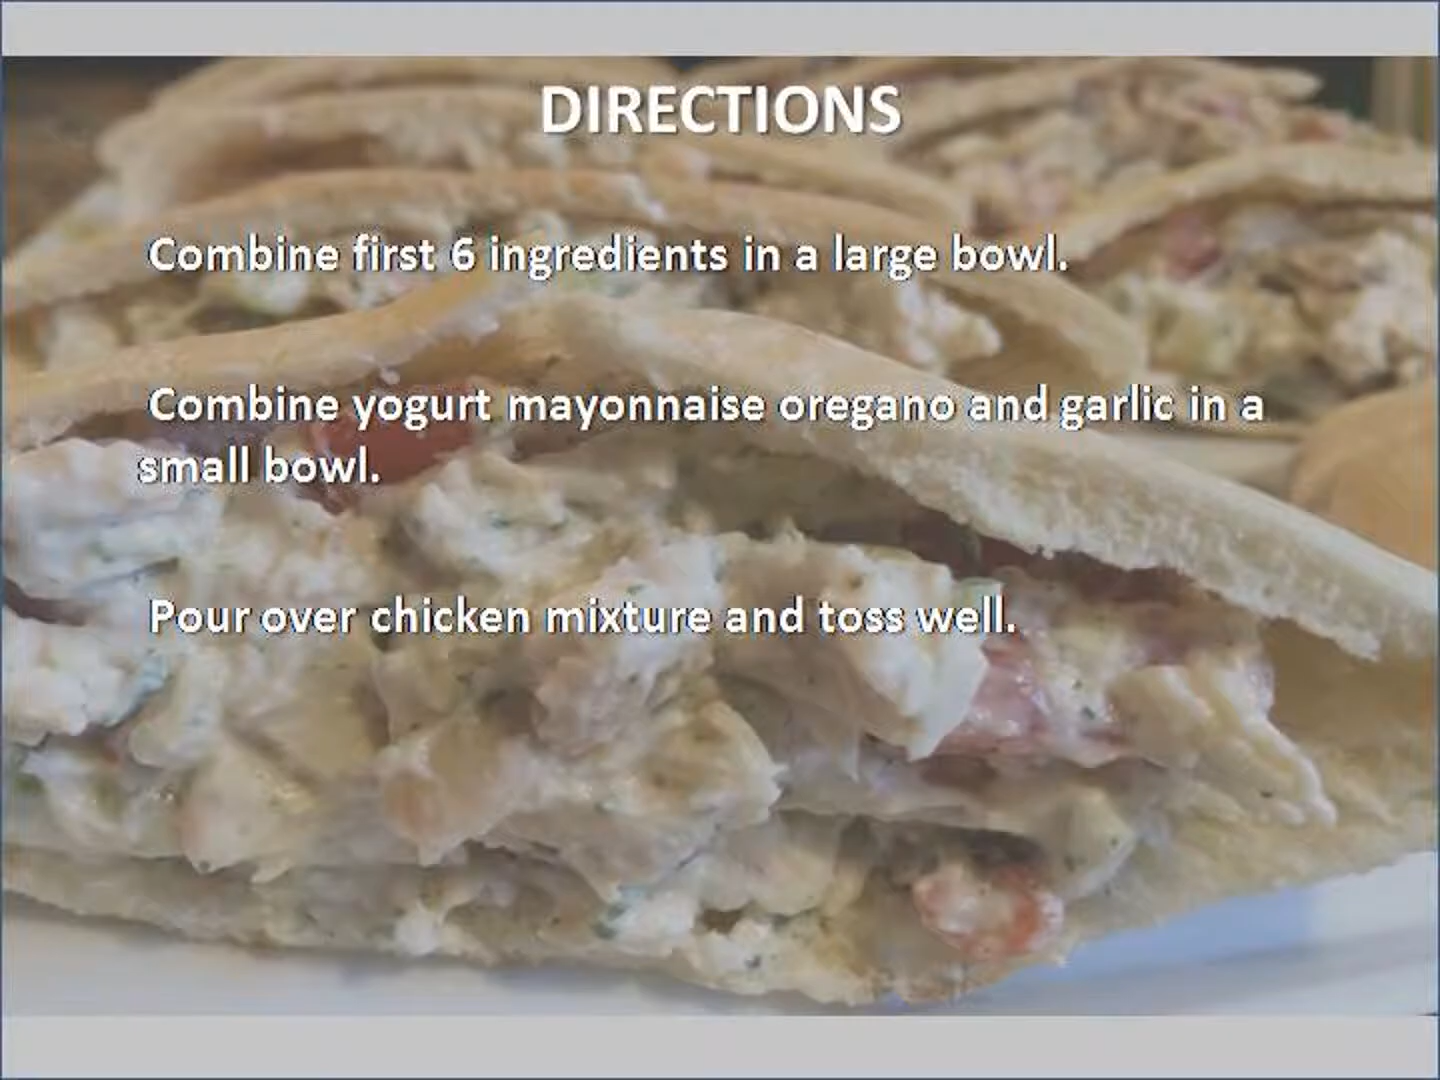 DIRECTIONS
Combine first 6 ingredients in a large bowl.
Combine yogurt mayonnaise oregano and garlic in a
small bowl.
Pour over chicken mixture and toss well.